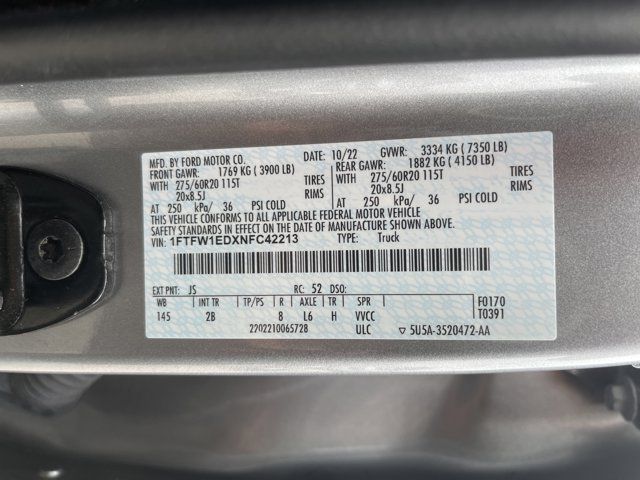 MFD. BY FORD MOTOR CO. DATE: 10/22 GVWR: 3334 KG ( 7350 LB)
FRONT GAWR: 1769 KG ( 3900 LB) REAR GAWR: 1882 KG ( 4150 LB)
WITH 275/60R20 115T TIRES WITH 275/60R20 115T TIRES
20x8.5J RIMS 20x8.5J RIMS
AT 250 kPa/ 36 PSI COLD AT 250 kPa/ 36 PSI COLD
THIS VEHICLE CONFORMS TO ALL APPLICABLE FEDERAL MOTOR VEHICLE
SAFETY STANDARDS IN EFFECT ON THE DATE OF MANUFACTURE SHOWN ABOVE.
VIN: 1FTFW1EDXNFC42213 TYPE: Truck
EXT PNT: JS RC: 52 DSO:
WB INT TR TP/PS R AXLE TR SPR F0170
145 2B 8 L6 H VVCC T0391
2202210065728 ULC ▽ 5U5A-3520472-AA